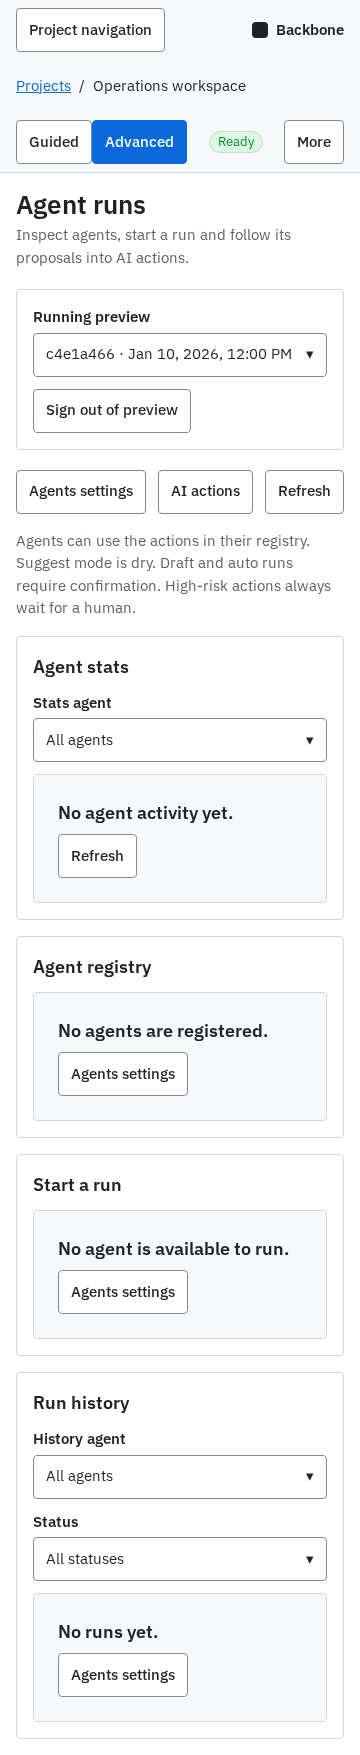 Project navigation
Backbone
Projects / Operations workspace
Guided
Advanced
Ready
More
Agent runs
Inspect agents, start a run and follow its
proposals into AI actions.
Running preview
c4e1a466 · Jan 10, 2026, 12:00 PM ▾
Sign out of preview
Agents settings
AI actions
Refresh
Agents can use the actions in their registry.
Suggest mode is dry. Draft and auto runs
require confirmation. High-risk actions always
wait for a human.
Agent stats
Stats agent
All agents ▾
No agent activity yet.
Refresh
Agent registry
No agents are registered.
Agents settings
Start a run
No agent is available to run.
Agents settings
Run history
History agent
All agents ▾
Status
All statuses ▾
No runs yet.
Agents settings